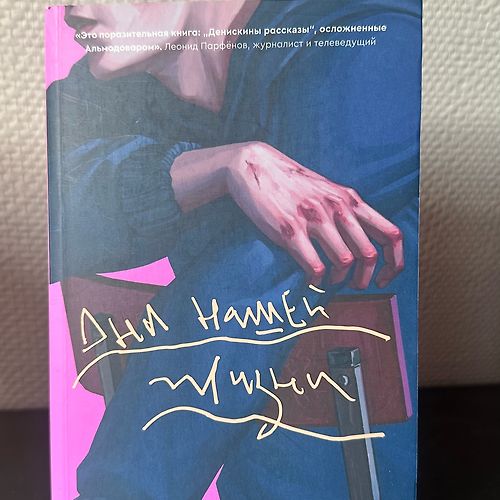 «Это поразительная книга: „Денискины рассказы“, осложненные
Альмодоваром». Леонид Парфёнов, журналист и телеведущий
Дни нашей
жизни